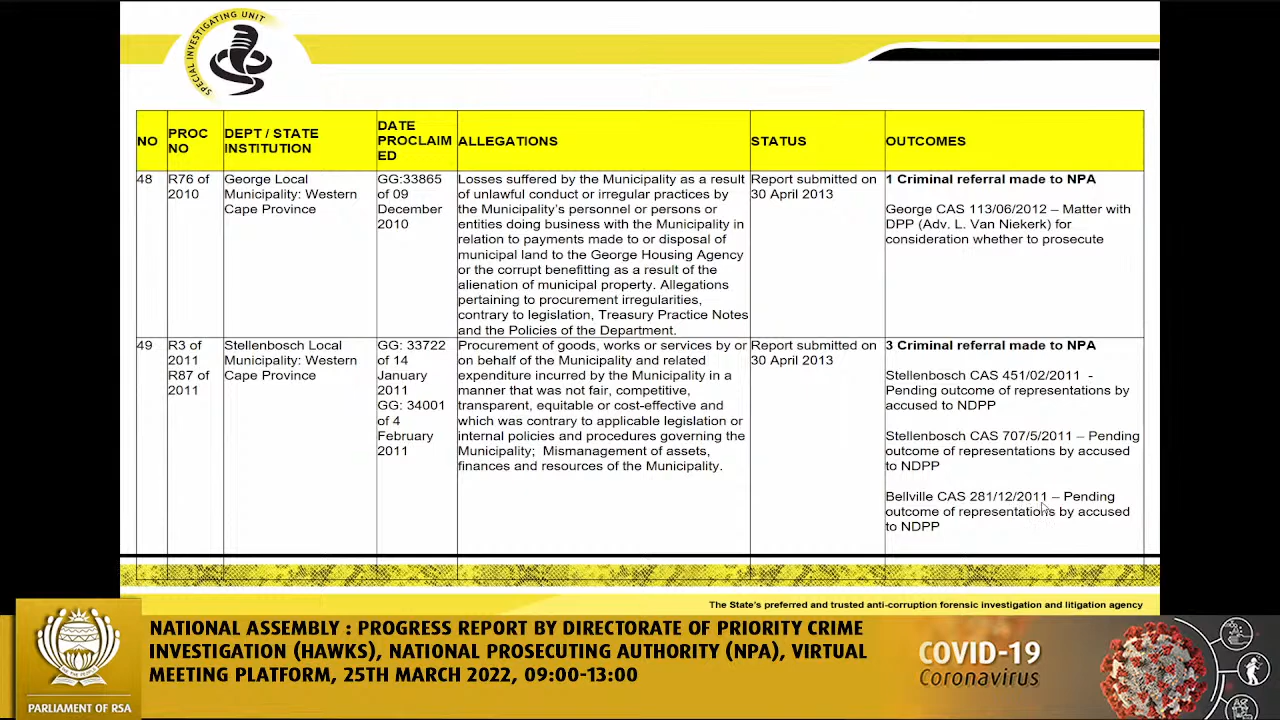 SPECIAL INVESTIGATING UNIT
NO
PROC
NO
DEPT / STATE
INSTITUTION
DATE
PROCLAIM
ED
ALLEGATIONS
STATUS
OUTCOMES
48
R76 of
2010
George Local
Municipality: Western
Cape Province
GG:33865
of 09
December
2010
Losses suffered by the Municipality as a result
of unlawful conduct or irregular practices by
the Municipality's personnel or persons or
entities doing business with the Municipality in
relation to payments made to or disposal of
municipal land to the George Housing Agency
or the corrupt benefitting as a result of the
alienation of municipal property. Allegations
pertaining to procurement irregularities,
contrary to legislation, Treasury Practice Notes
and the Policies of the Department.
Report submitted on
30 April 2013
1 Criminal referral made to NPA
George CAS 113/06/2012 – Matter with
DPP (Adv. L. Van Niekerk) for
consideration whether to prosecute
49
R3 of
2011
R87 of
2011
Stellenbosch Local
Municipality: Western
Cape Province
GG: 33722
of 14
January
2011
GG: 34001
of 4
February
2011
Procurement of goods, works or services by or
on behalf of the Municipality and related
expenditure incurred by the Municipality in a
manner that was not fair, competitive,
transparent, equitable or cost-effective and
which was contrary to applicable legislation or
internal policies and procedures governing the
Municipality; Mismanagement of assets,
finances and resources of the Municipality.
Report submitted on
30 April 2013
3 Criminal referral made to NPA
Stellenbosch CAS 451/02/2011 -
Pending outcome of representations by
accused to NDPP
Stellenbosch CAS 707/5/2011 – Pending
outcome of representations by accused
to NDPP
Bellville CAS 281/12/2011 – Pending
outcome of representations by accused
to NDPP
The State's preferred and trusted anti-corruption forensic investigation and litigation agency
NATIONAL ASSEMBLY : PROGRESS REPORT BY DIRECTORATE OF PRIORITY CRIME
INVESTIGATION (HAWKS), NATIONAL PROSECUTING AUTHORITY (NPA), VIRTUAL
MEETING PLATFORM, 25TH MARCH 2022, 09:00-13:00
PARLIAMENT OF RSA
COVID-19
Coronavirus